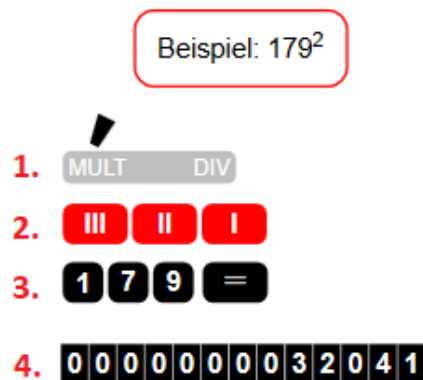 Beispiel: 179²
1. MULT DIV
2. III II I
3. 1 7 9 =
4. 0 0 0 0 0 0 0 0 3 2 0 4 1